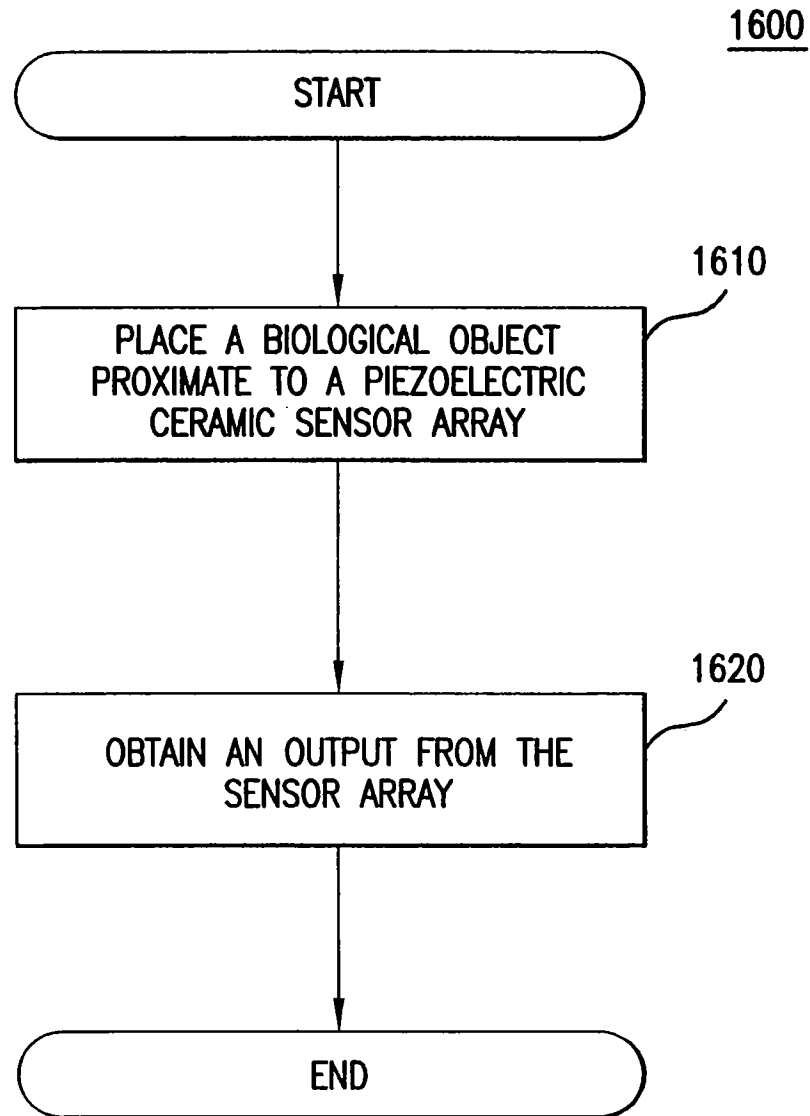 1600
START
1610
PLACE A BIOLOGICAL OBJECT
PROXIMATE TO A PIEZOELECTRIC
CERAMIC SENSOR ARRAY
1620
OBTAIN AN OUTPUT FROM THE
SENSOR ARRAY
END